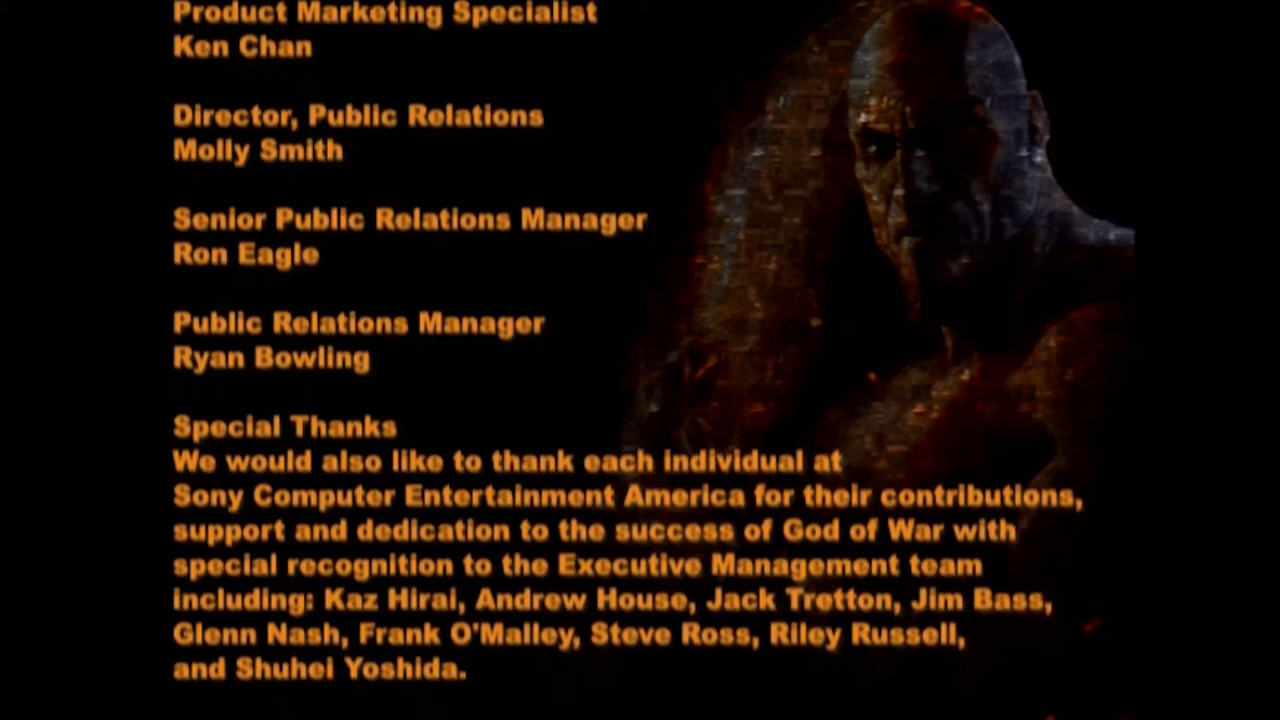 Product Marketing Specialist
Ken Chan
Director, Public Relations
Molly Smith
Senior Public Relations Manager
Ron Eagle
Public Relations Manager
Ryan Bowling
Special Thanks
We would also like to thank each individual at
Sony Computer Entertainment America for their contributions,
support and dedication to the success of God of War with
special recognition to the Executive Management team
including: Kaz Hirai, Andrew House, Jack Tretton, Jim Bass,
Glenn Nash, Frank O'Malley, Steve Ross, Riley Russell,
and Shuhei Yoshida.